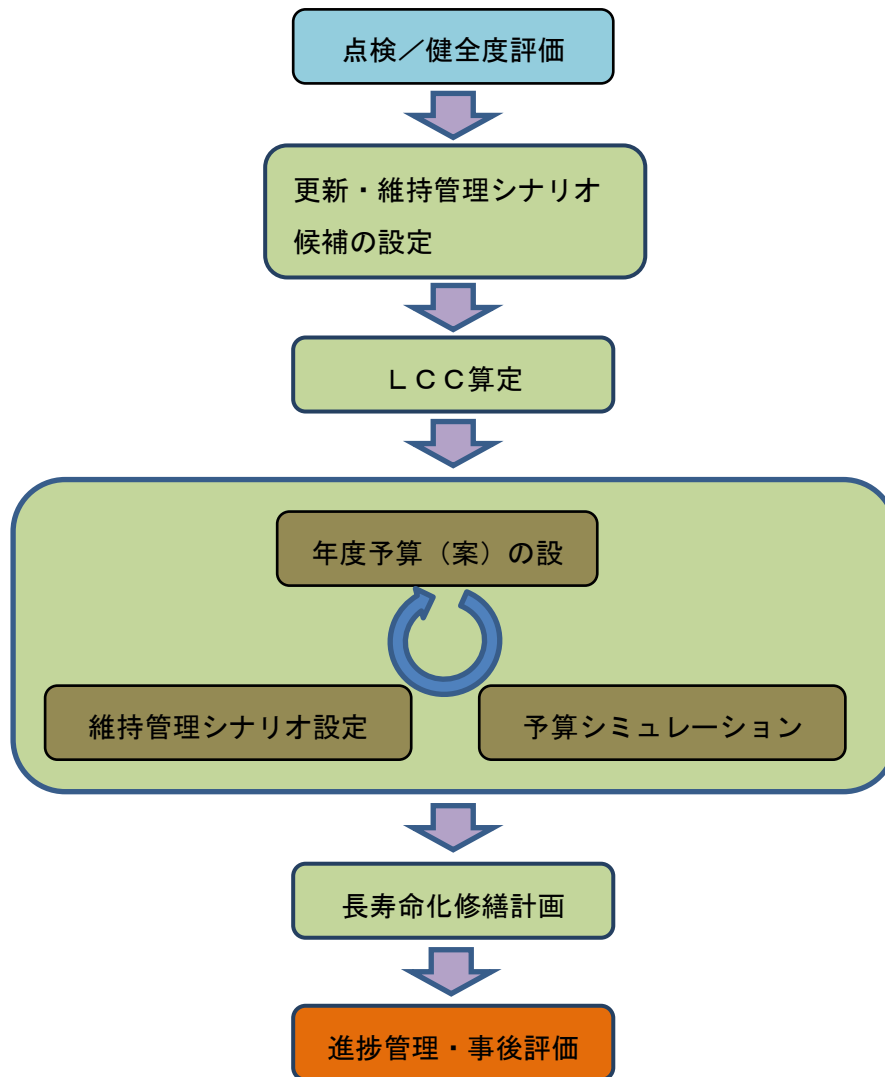 点検／健全度評価
更新・維持管理シナリオ
候補の設定
ＬＣＣ算定
年度予算（案）の設
維持管理シナリオ設定
予算シミュレーション
長寿命化修繕計画
進捗管理・事後評価